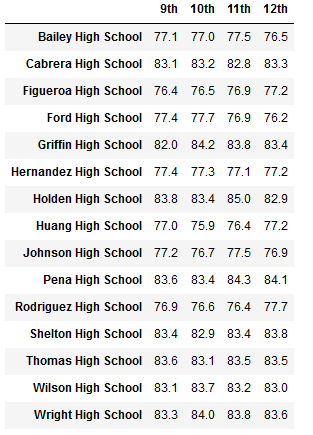 9th 10th 11th 12th
Bailey High School 77.1 77.0 77.5 76.5
Cabrera High School 83.1 83.2 82.8 83.3
Figueroa High School 76.4 76.5 76.9 77.2
Ford High School 77.4 77.7 76.9 76.2
Griffin High School 82.0 84.2 83.8 83.4
Hernandez High School 77.4 77.3 77.1 77.2
Holden High School 83.8 83.4 85.0 82.9
Huang High School 77.0 75.9 76.4 77.2
Johnson High School 77.2 76.7 77.5 76.9
Pena High School 83.6 83.4 84.3 84.1
Rodriguez High School 76.9 76.6 76.4 77.7
Shelton High School 83.4 82.9 83.4 83.8
Thomas High School 83.6 83.1 83.5 83.5
Wilson High School 83.1 83.7 83.2 83.0
Wright High School 83.3 84.0 83.8 83.6